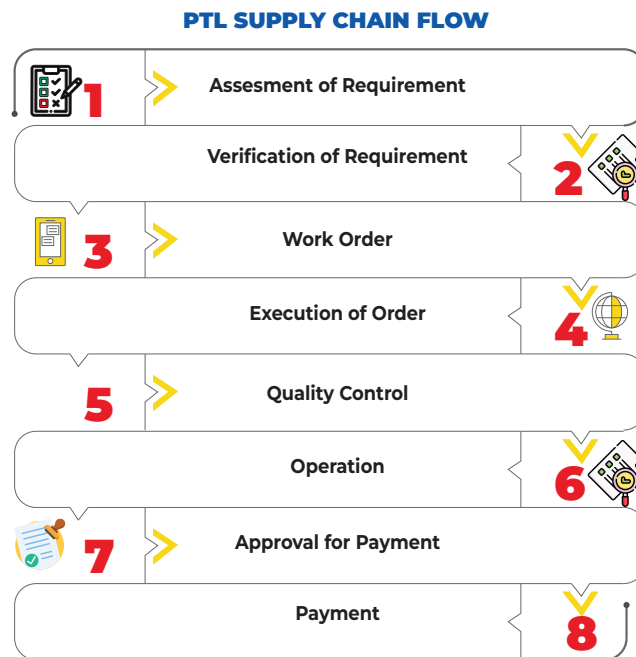 PTL SUPPLY CHAIN FLOW
1 Assesment of Requirement
Verification of Requirement 2
3 Work Order
Execution of Order 4
5 Quality Control
Operation 6
7 Approval for Payment
Payment 8